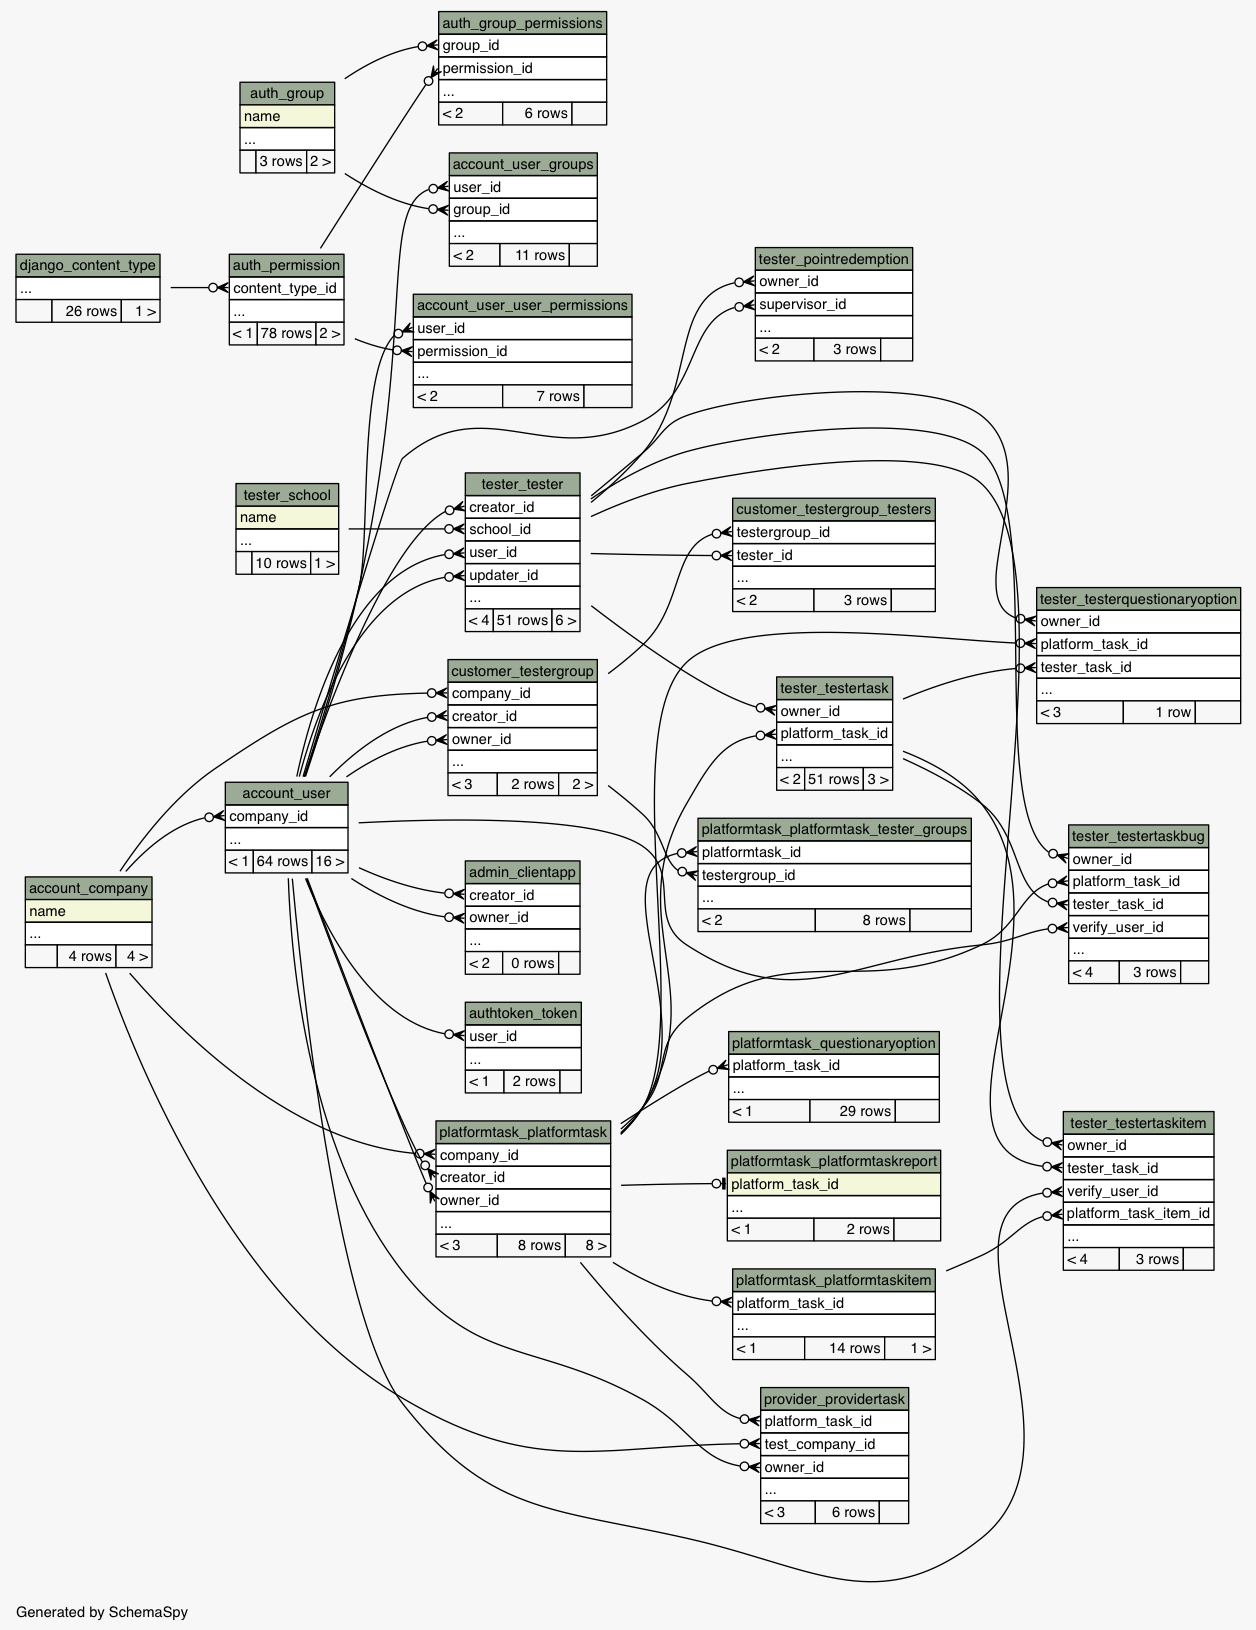 auth_group_permissions
group_id
permission_id
...
< 2 6 rows
auth_group
name
...
3 rows 2 >
account_user_groups
user_id
group_id
...
< 2 11 rows
django_content_type
...
26 rows 1 >
auth_permission
content_type_id
...
< 1 78 rows 2 >
tester_pointredemption
owner_id
supervisor_id
...
< 2 3 rows
account_user_user_permissions
user_id
permission_id
...
< 2 7 rows
tester_tester
creator_id
school_id
user_id
updater_id
...
< 4 51 rows 6 >
tester_school
name
...
10 rows 1 >
customer_testergroup_testers
testergroup_id
tester_id
...
< 2 3 rows
tester_testerquestionaryoption
owner_id
platform_task_id
tester_task_id
...
< 3 1 row
customer_testergroup
company_id
creator_id
owner_id
...
< 3 2 rows 2 >
tester_testertask
owner_id
platform_task_id
...
< 2 51 rows 3 >
account_user
company_id
...
< 1 64 rows 16 >
platformtask_platformtask_tester_groups
platformtask_id
testergroup_id
...
< 2 8 rows
tester_testertaskbug
owner_id
platform_task_id
tester_task_id
verify_user_id
...
< 4 3 rows
account_company
name
...
4 rows 4 >
admin_clientapp
creator_id
owner_id
...
< 2 0 rows
authtoken_token
user_id
...
< 1 2 rows
platformtask_questionaryoption
platform_task_id
...
< 1 29 rows
platformtask_platformtask
company_id
creator_id
owner_id
...
< 3 8 rows 8 >
platformtask_platformtaskreport
platform_task_id
...
< 1 2 rows
tester_testertaskitem
owner_id
tester_task_id
verify_user_id
platform_task_item_id
...
< 4 3 rows
platformtask_platformtaskitem
platform_task_id
...
< 1 14 rows 1 >
provider_providertask
platform_task_id
test_company_id
owner_id
...
< 3 6 rows
Generated by SchemaSpy